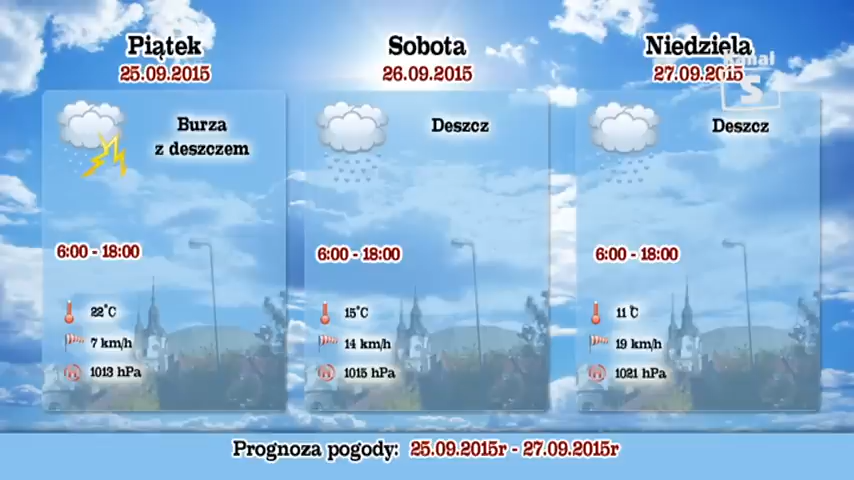 Piątek
25.09.2015
Burza
z deszczem
6:00 - 18:00
22°C
7 km/h
1013 hPa
Sobota
26.09.2015
Deszcz
6:00 - 18:00
15°C
14 km/h
1015 hPa
Niedziela
27.09.2015
Kanal
S
Deszcz
6:00 - 18:00
11°C
19 km/h
1021 hPa
Prognoza pogody: 25.09.2015r - 27.09.2015r